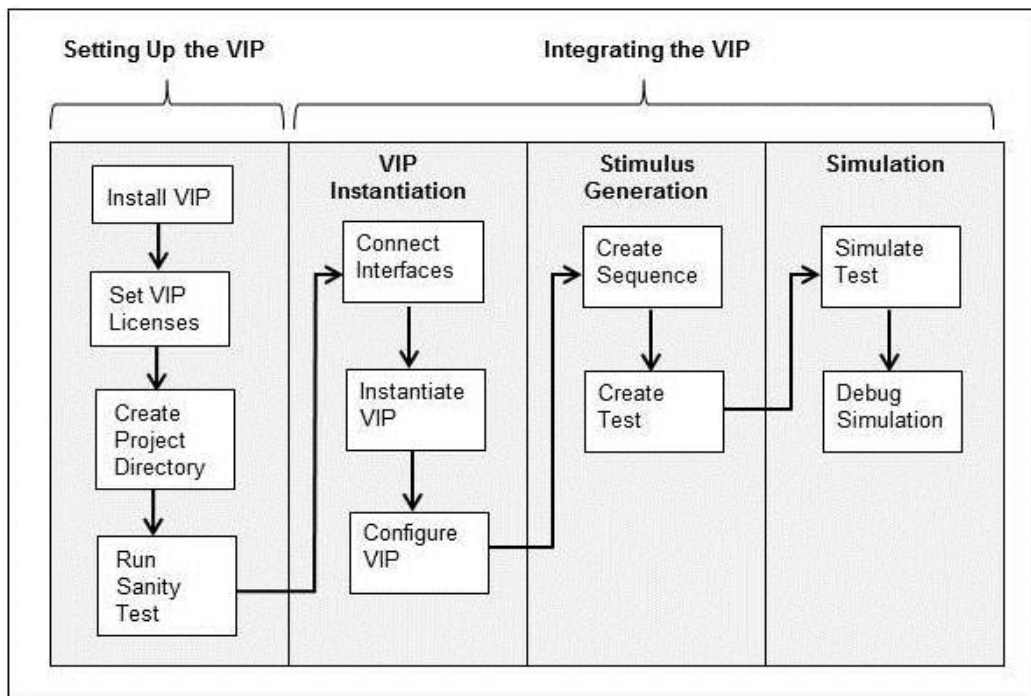 Setting Up the VIP
Integrating the VIP
Install VIP
Set VIP
Licenses
Create
Project
Directory
Run
Sanity
Test
VIP
Instantiation
Connect
Interfaces
Instantiate
VIP
Configure
VIP
Stimulus
Generation
Create
Sequence
Create
Test
Simulation
Simulate
Test
Debug
Simulation